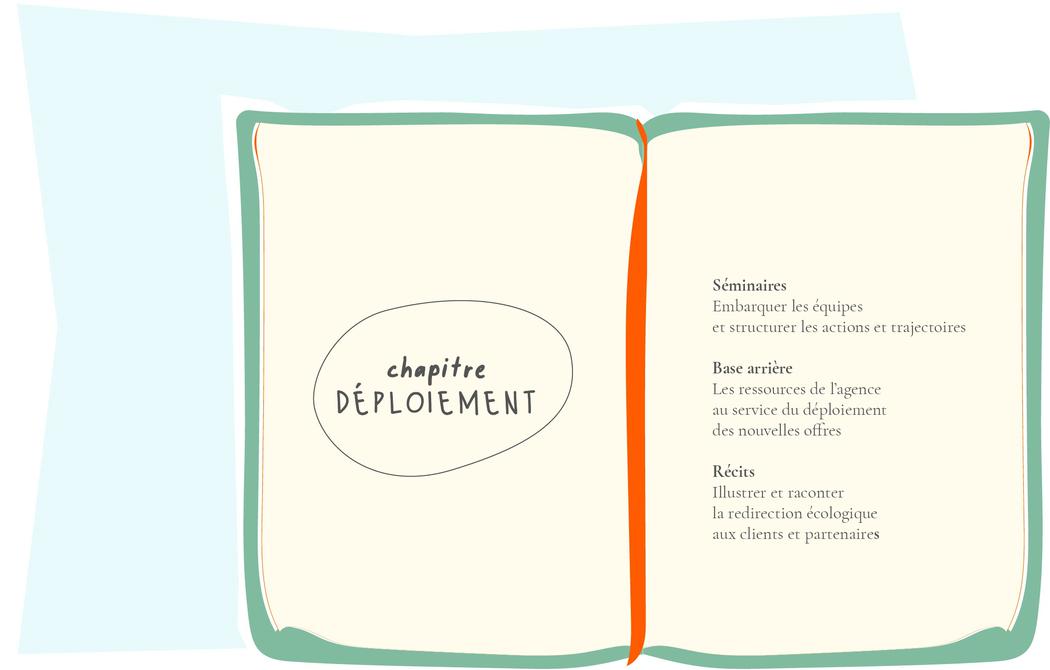 chapitre
DÉPLOIEMENT
Séminaires
Embarquer les équipes
et structurer les actions et trajectoires
Base arrière
Les ressources de l'agence
au service du déploiement
des nouvelles offres
Récits
Illustrer et raconter
la redirection écologique
aux clients et partenaires